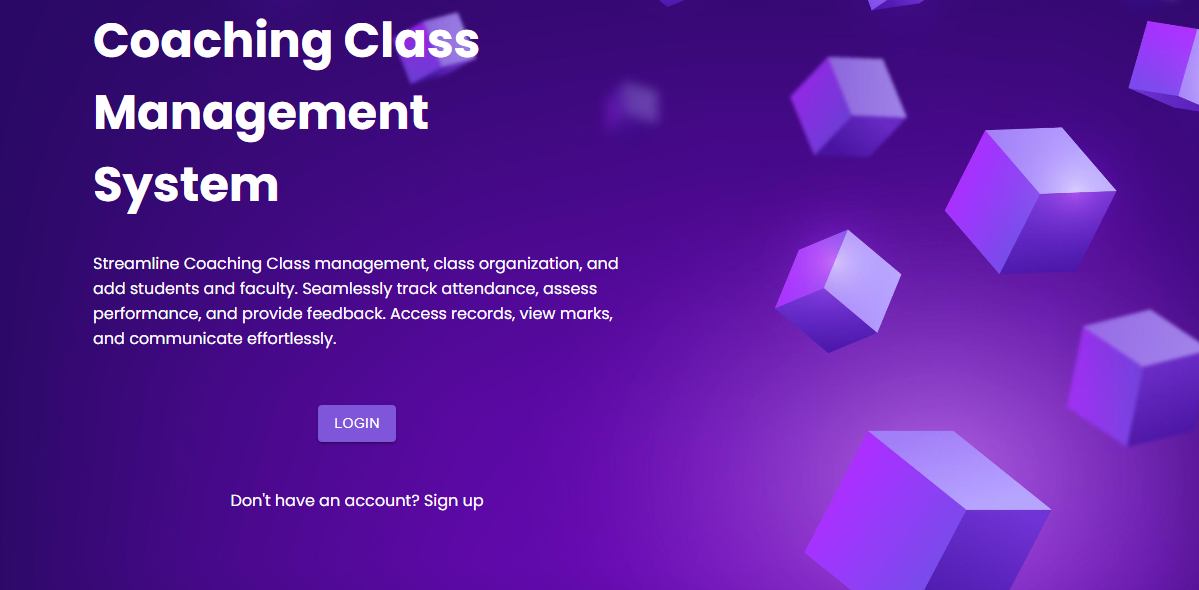 Coaching Class
Management
System
Streamline Coaching Class management, class organization, and
add students and faculty. Seamlessly track attendance, assess
performance, and provide feedback. Access records, view marks,
and communicate effortlessly.
LOGIN
Don't have an account? Sign up